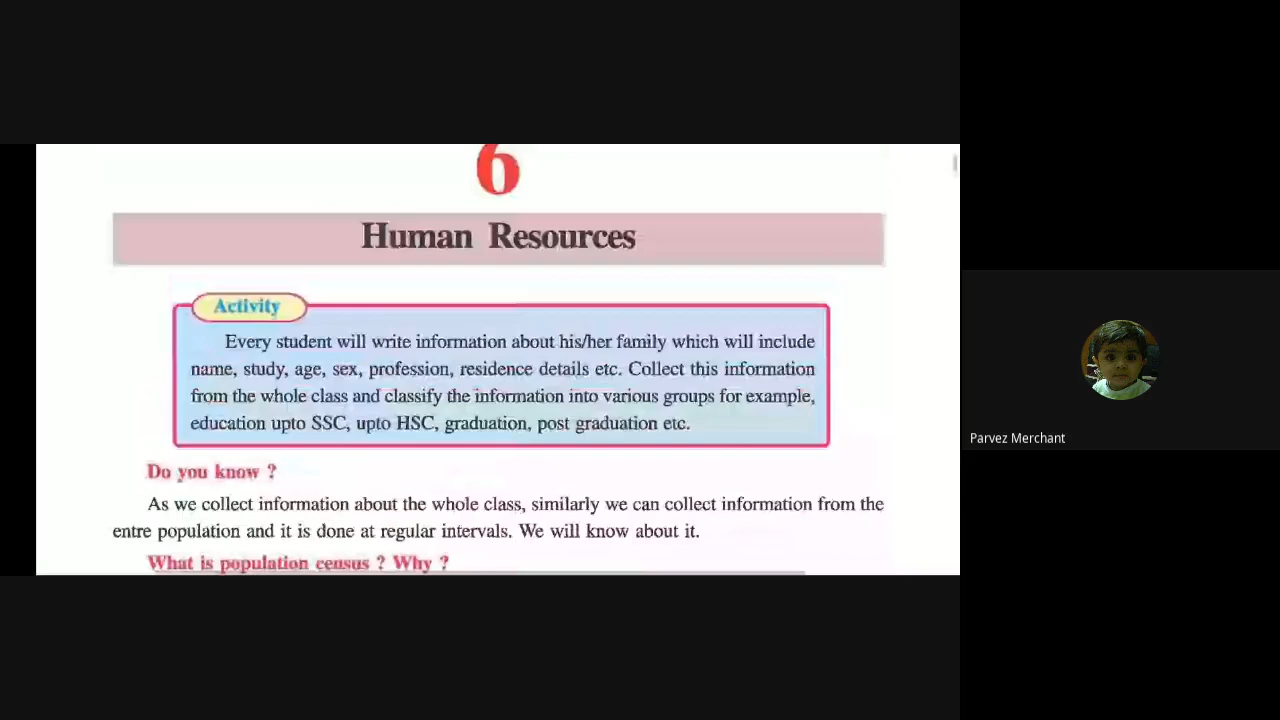 6
Human Resources
Activity
Every student will write information about his/her family which will include
name, study, age, sex, profession, residence details etc. Collect this information
from the whole class and classify the information into various groups for example,
education upto SSC, upto HSC, graduation, post graduation etc.
Do you know ?
As we collect information about the whole class, similarly we can collect information from the
entre population and it is done at regular intervals. We will know about it.
What is population census ? Why ?
Parvez Merchant